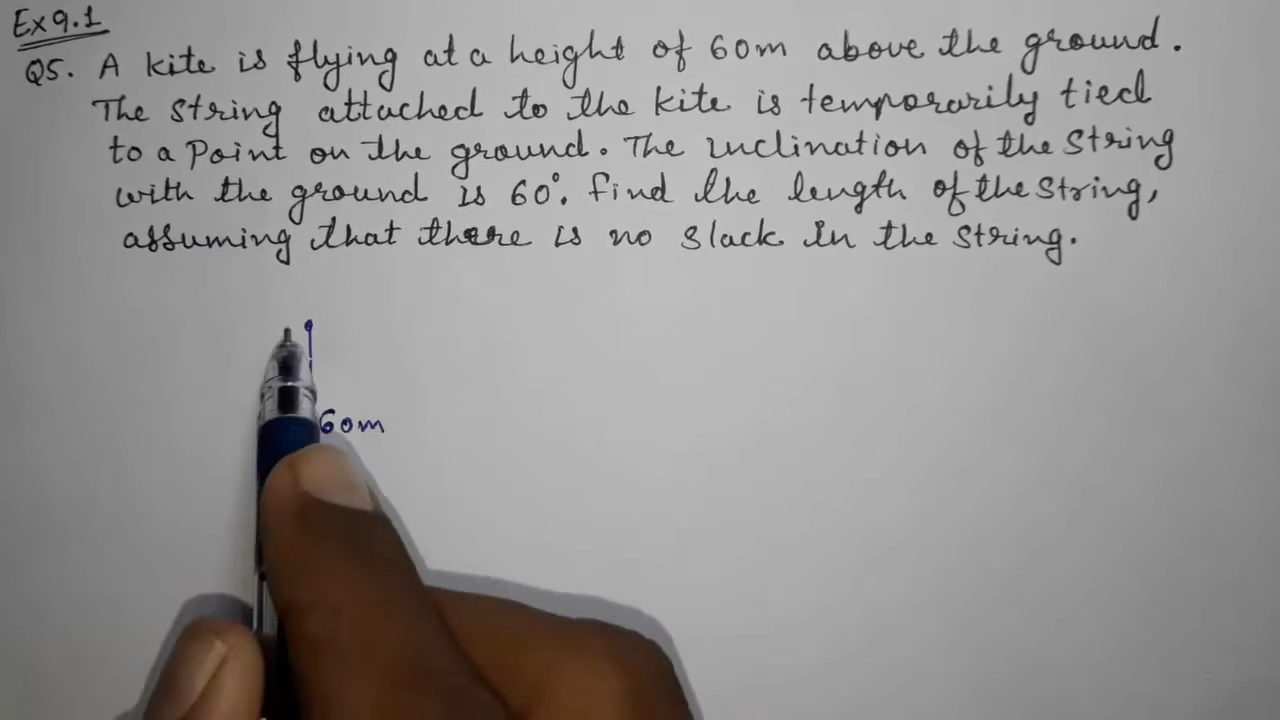 Ex 9.1
Q5. A kite is flying at a height of 60m above the ground.
The string attached to the kite is temporarily tied
to a Point on the ground. The inclination of the string
with the ground is 60°. find the length of the string,
assuming that there is no slack in the string.
60m